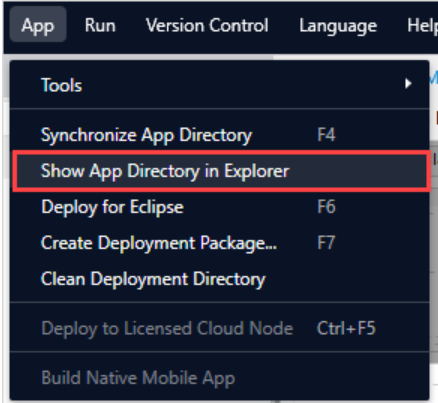 App Run Version Control Language Help
Tools
Synchronize App Directory F4
Show App Directory in Explorer
Deploy for Eclipse F6
Create Deployment Package... F7
Clean Deployment Directory
Deploy to Licensed Cloud Node Ctrl+F5
Build Native Mobile App